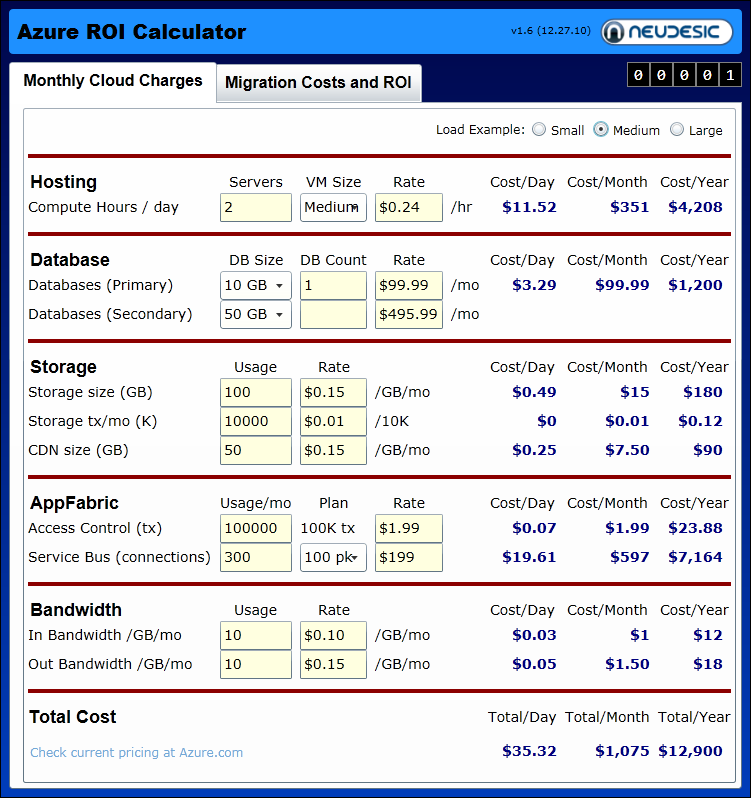 Azure ROI Calculator v1.6 (12.27.10) NEUDESIC
Monthly Cloud Charges Migration Costs and ROI 0 0 0 0 1
Load Example: Small Medium Large
Hosting Servers VM Size Rate Cost/Day Cost/Month Cost/Year
Compute Hours / day 2 Medium $0.24 /hr $11.52 $351 $4,208
Database DB Size DB Count Rate Cost/Day Cost/Month Cost/Year
Databases (Primary) 10 GB 1 $99.99 /mo $3.29 $99.99 $1,200
Databases (Secondary) 50 GB $495.99 /mo
Storage Usage Rate Cost/Day Cost/Month Cost/Year
Storage size (GB) 100 $0.15 /GB/mo $0.49 $15 $180
Storage tx/mo (K) 10000 $0.01 /10K $0 $0.01 $0.12
CDN size (GB) 50 $0.15 /GB/mo $0.25 $7.50 $90
AppFabric Usage/mo Plan Rate Cost/Day Cost/Month Cost/Year
Access Control (tx) 100000 100K tx $1.99 $0.07 $1.99 $23.88
Service Bus (connections) 300 100 pk $199 $19.61 $597 $7,164
Bandwidth Usage Rate Cost/Day Cost/Month Cost/Year
In Bandwidth /GB/mo 10 $0.10 /GB/mo $0.03 $1 $12
Out Bandwidth /GB/mo 10 $0.15 /GB/mo $0.05 $1.50 $18
Total Cost Total/Day Total/Month Total/Year
Check current pricing at Azure.com $35.32 $1,075 $12,900